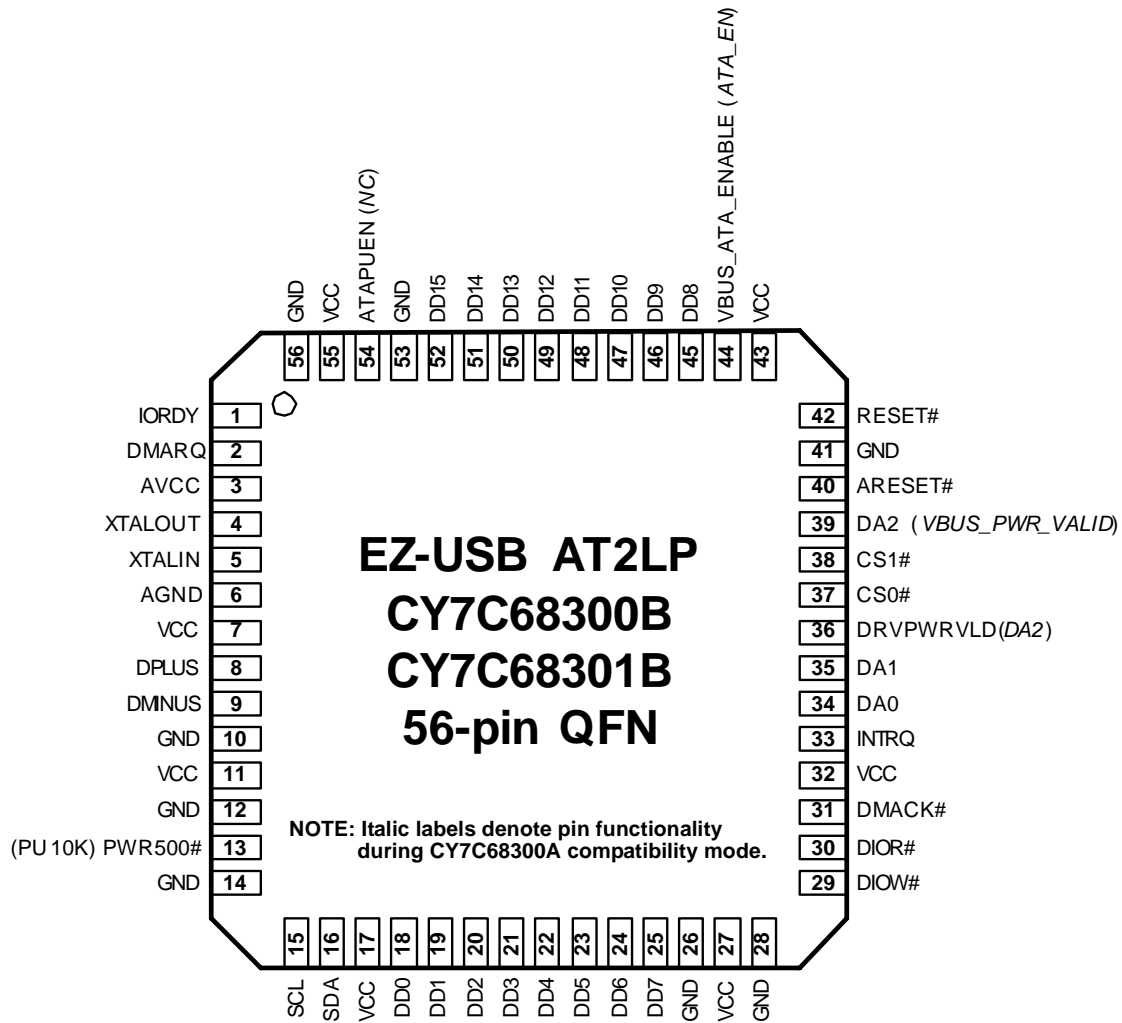 GND
VCC
ATAPUEN (NC)
GND
DD15
DD14
DD13
DD12
DD11
DD10
DD9
DD8
VBUS_ATA_ENABLE (ATA_EN)
VCC
56
55
54
53
52
51
50
49
48
47
46
45
44
43
IORDY 1
DMARQ 2
AVCC 3
XTALOUT 4
XTALIN 5
AGND 6
VCC 7
DPLUS 8
DMINUS 9
GND 10
VCC 11
GND 12
(PU10K) PWR500# 13
GND 14
EZ-USB AT2LP
CY7C68300B
CY7C68301B
56-pin QFN
NOTE: Italic labels denote pin functionality
during CY7C68300A compatibility mode.
42 RESET#
41 GND
40 ARESET#
39 DA2 (VBUS_PWR_VALID)
38 CS1#
37 CS0#
36 DRVPWRVLD(DA2)
35 DA1
34 DA0
33 INTRQ
32 VCC
31 DMACK#
30 DIOR#
29 DIOW#
15
16
17
18
19
20
21
22
23
24
25
26
27
28
SCL
SDA
VCC
DD0
DD1
DD2
DD3
DD4
DD5
DD6
DD7
GND
VCC
GND